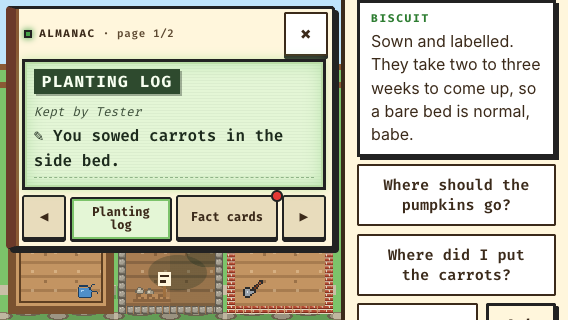 ALMANAC · page 1/2
PLANTING LOG
Kept by Tester
✎ You sowed carrots in the
side bed.
Planting
log
Fact cards
BISCUIT
Sown and labelled.
They take two to three
weeks to come up, so
a bare bed is normal,
babe.
Where should the
pumpkins go?
Where did I put
the carrots?